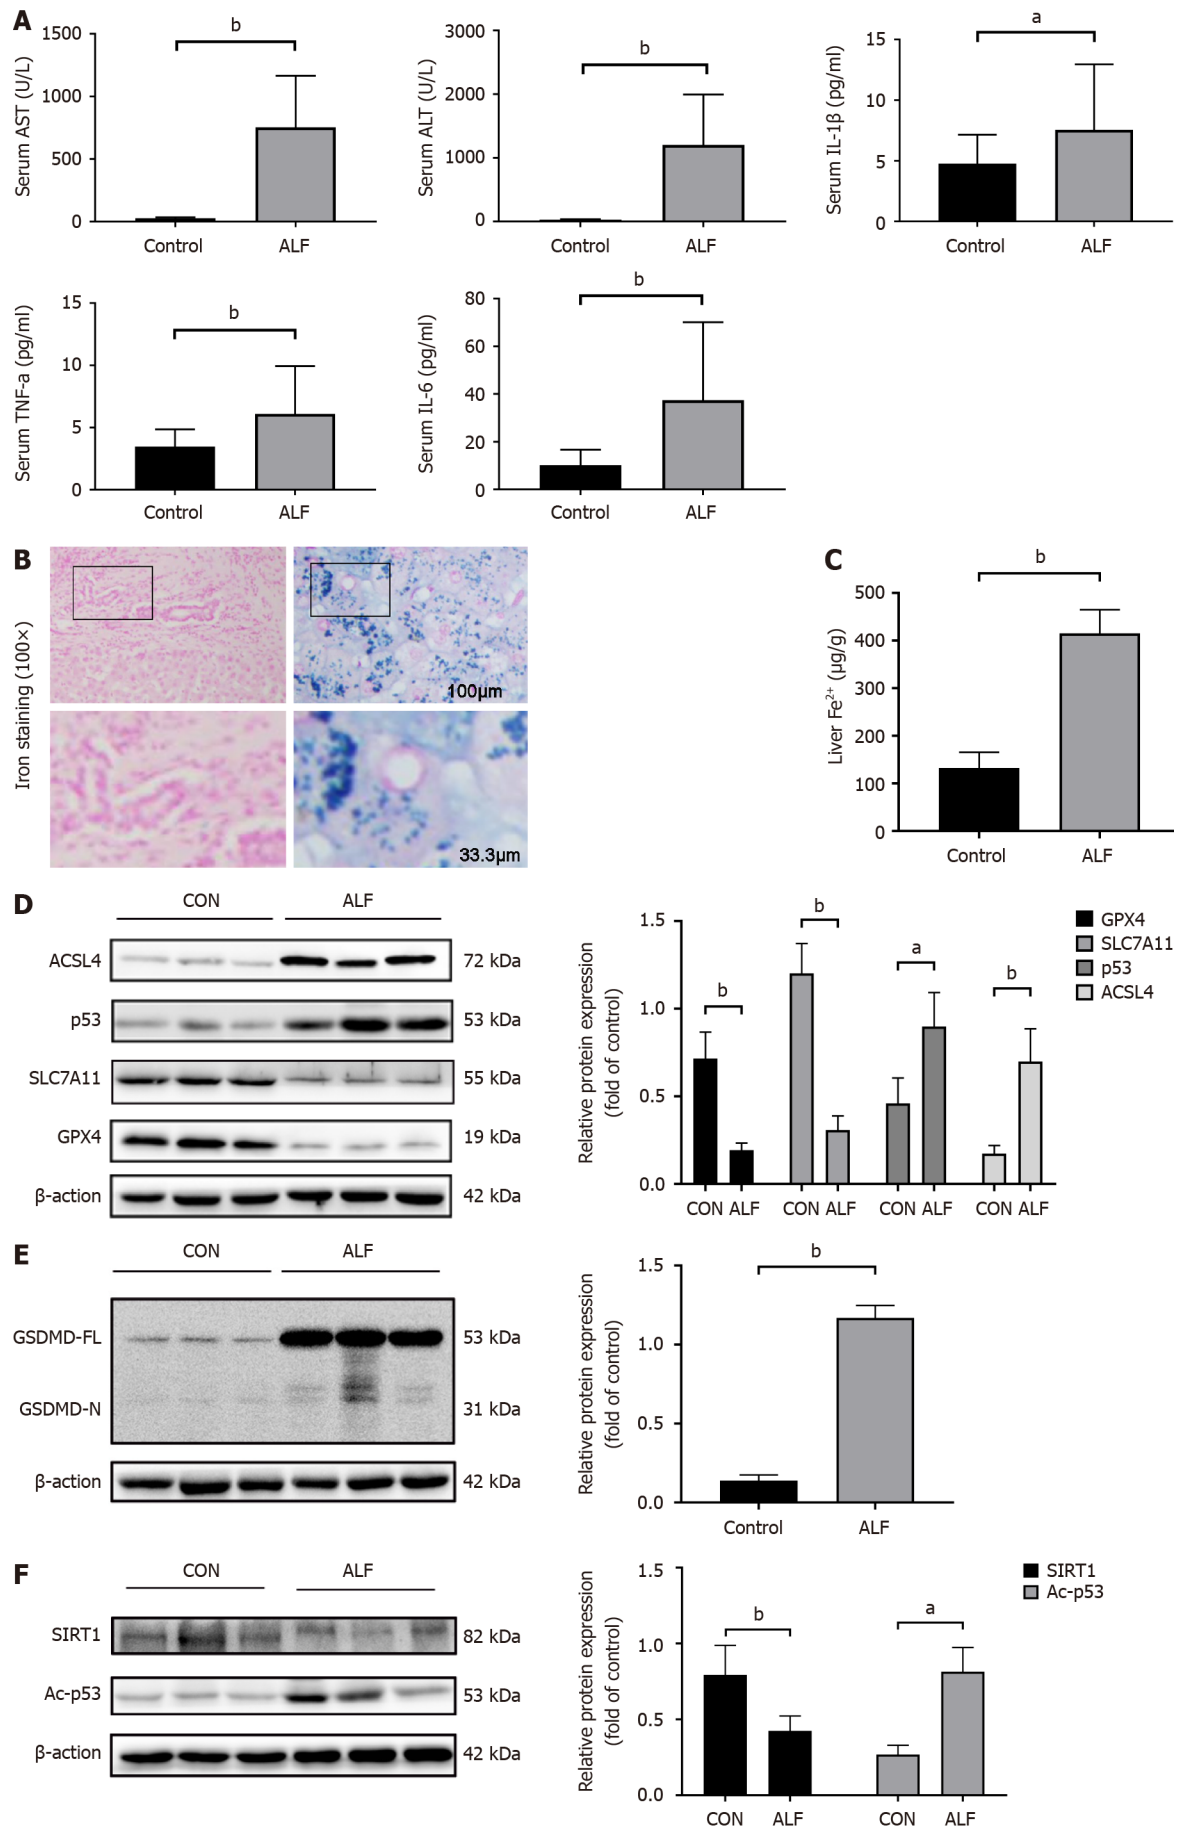 A
Serum AST (U/L)
1500
1000
500
0
b
Control
ALF
Serum ALT (U/L)
3000
2000
1000
0
b
Control
ALF
Serum IL-1β (pg/ml)
15
10
5
0
a
Control
ALF
Serum TNF-a (pg/ml)
15
10
5
0
b
Control
ALF
Serum IL-6 (pg/ml)
80
60
40
20
0
b
Control
ALF
B
Iron staining (100×)
100μm
33.3μm
C
Liver Fe²⁺ (μg/g)
500
400
300
200
100
0
b
Control
ALF
D
CON
ALF
ACSL4
72 kDa
p53
53 kDa
SLC7A11
55 kDa
GPX4
19 kDa
β-action
42 kDa
Relative protein expression
(fold of control)
1.5
1.0
0.5
0.0
b
b
a
b
CON ALF
CON ALF
CON ALF
CON ALF
GPX4
SLC7A11
p53
ACSL4
E
CON
ALF
GSDMD-FL
53 kDa
GSDMD-N
31 kDa
β-action
42 kDa
Relative protein expression
(fold of control)
1.5
1.0
0.5
0.0
b
Control
ALF
F
CON
ALF
SIRT1
82 kDa
Ac-p53
53 kDa
β-action
42 kDa
Relative protein expression
(fold of control)
1.5
1.0
0.5
0.0
b
a
CON
ALF
CON
ALF
SIRT1
Ac-p53